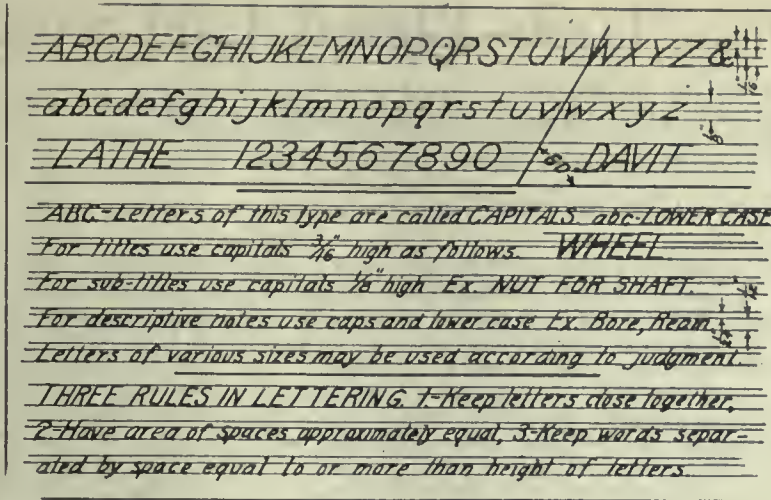 ABCDEFGHIJKLMNOPQRSTUVWXYZ &
abcdefghijklmnopqrstuvwxyz
LATHE 1234567890 60° DAVIT
ABC-Letters of this type are called CAPITALS. abc-LOWER CASE
For titles use capitals 3/16" high as follows. WHEEL
For sub-titles use capitals 1/8" high Ex. NUT FOR SHAFT.
For descriptive notes use caps and lower case Ex. Bore, Ream.
Letters of various sizes may be used according to judgment.
THREE RULES IN LETTERING. 1-Keep letters close together,
2-Have area of spaces approximately equal, 3-Keep words separ-
ated by space equal to or more than height of letters.